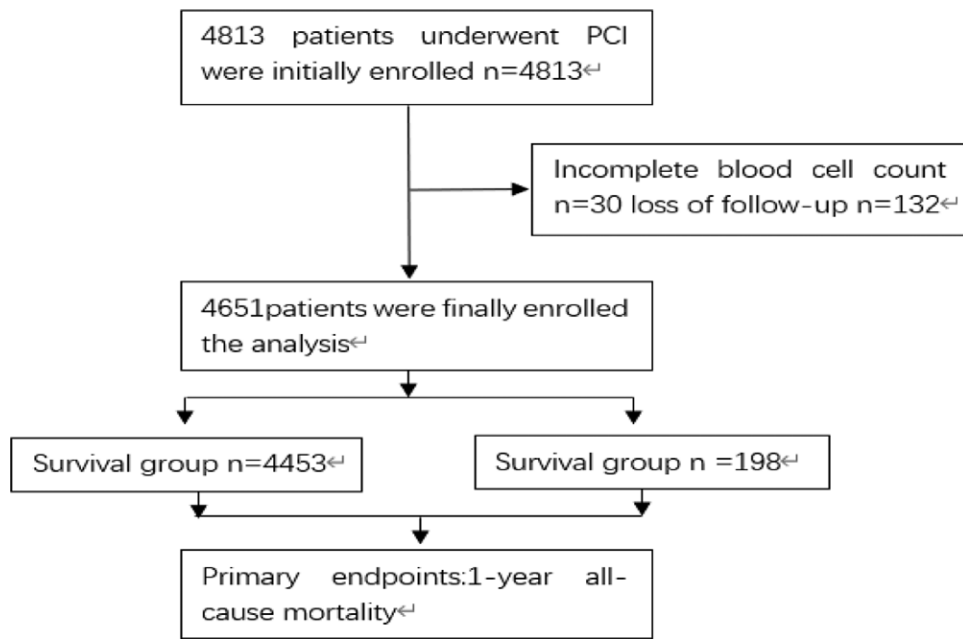 4813 patients underwent PCI
were initially enrolled n=4813↵
Incomplete blood cell count
n=30 loss of follow-up n=132↵
4651patients were finally enrolled
the analysis↵
Survival group n=4453↵
Survival group n =198↵
Primary endpoints:1-year all-
cause mortality↵